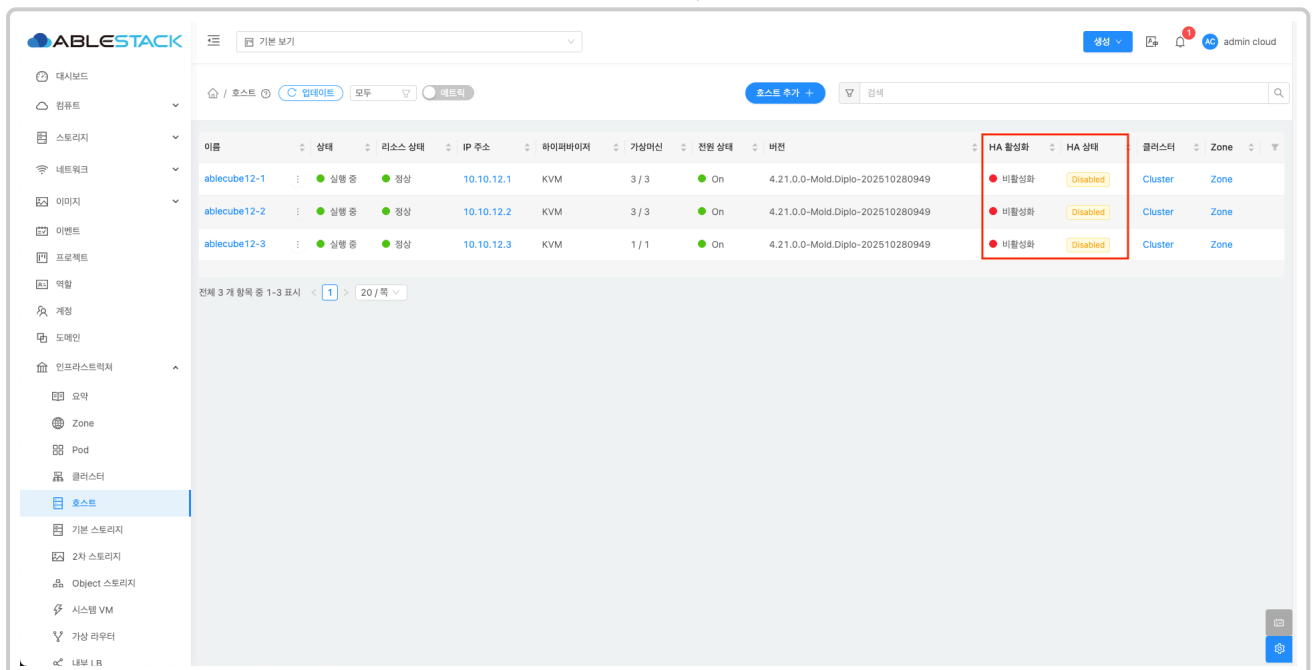 ABLESTACK
기본 보기
생성
1
AC admin cloud
대시보드
컴퓨트
스토리지
네트워크
이미지
이벤트
프로젝트
역할
계정
도메인
인프라스트럭쳐
요약
Zone
Pod
클러스터
호스트
기본 스토리지
2차 스토리지
Object 스토리지
시스템 VM
가상 라우터
내부 LB
/ 호스트 업데이트 모두 메트릭
호스트 추가 + 검색
이름 상태 리소스 상태 IP 주소 하이퍼바이저 가상머신 전원 상태 버전 HA 활성화 HA 상태 클러스터 Zone
ablecube12-1 실행 중 정상 10.10.12.1 KVM 3 / 3 On 4.21.0.0-Mold.Diplo-202510280949 비활성화 Disabled Cluster Zone
ablecube12-2 실행 중 정상 10.10.12.2 KVM 3 / 3 On 4.21.0.0-Mold.Diplo-202510280949 비활성화 Disabled Cluster Zone
ablecube12-3 실행 중 정상 10.10.12.3 KVM 1 / 1 On 4.21.0.0-Mold.Diplo-202510280949 비활성화 Disabled Cluster Zone
전체 3 개 항목 중 1-3 표시 < 1 > 20 / 쪽